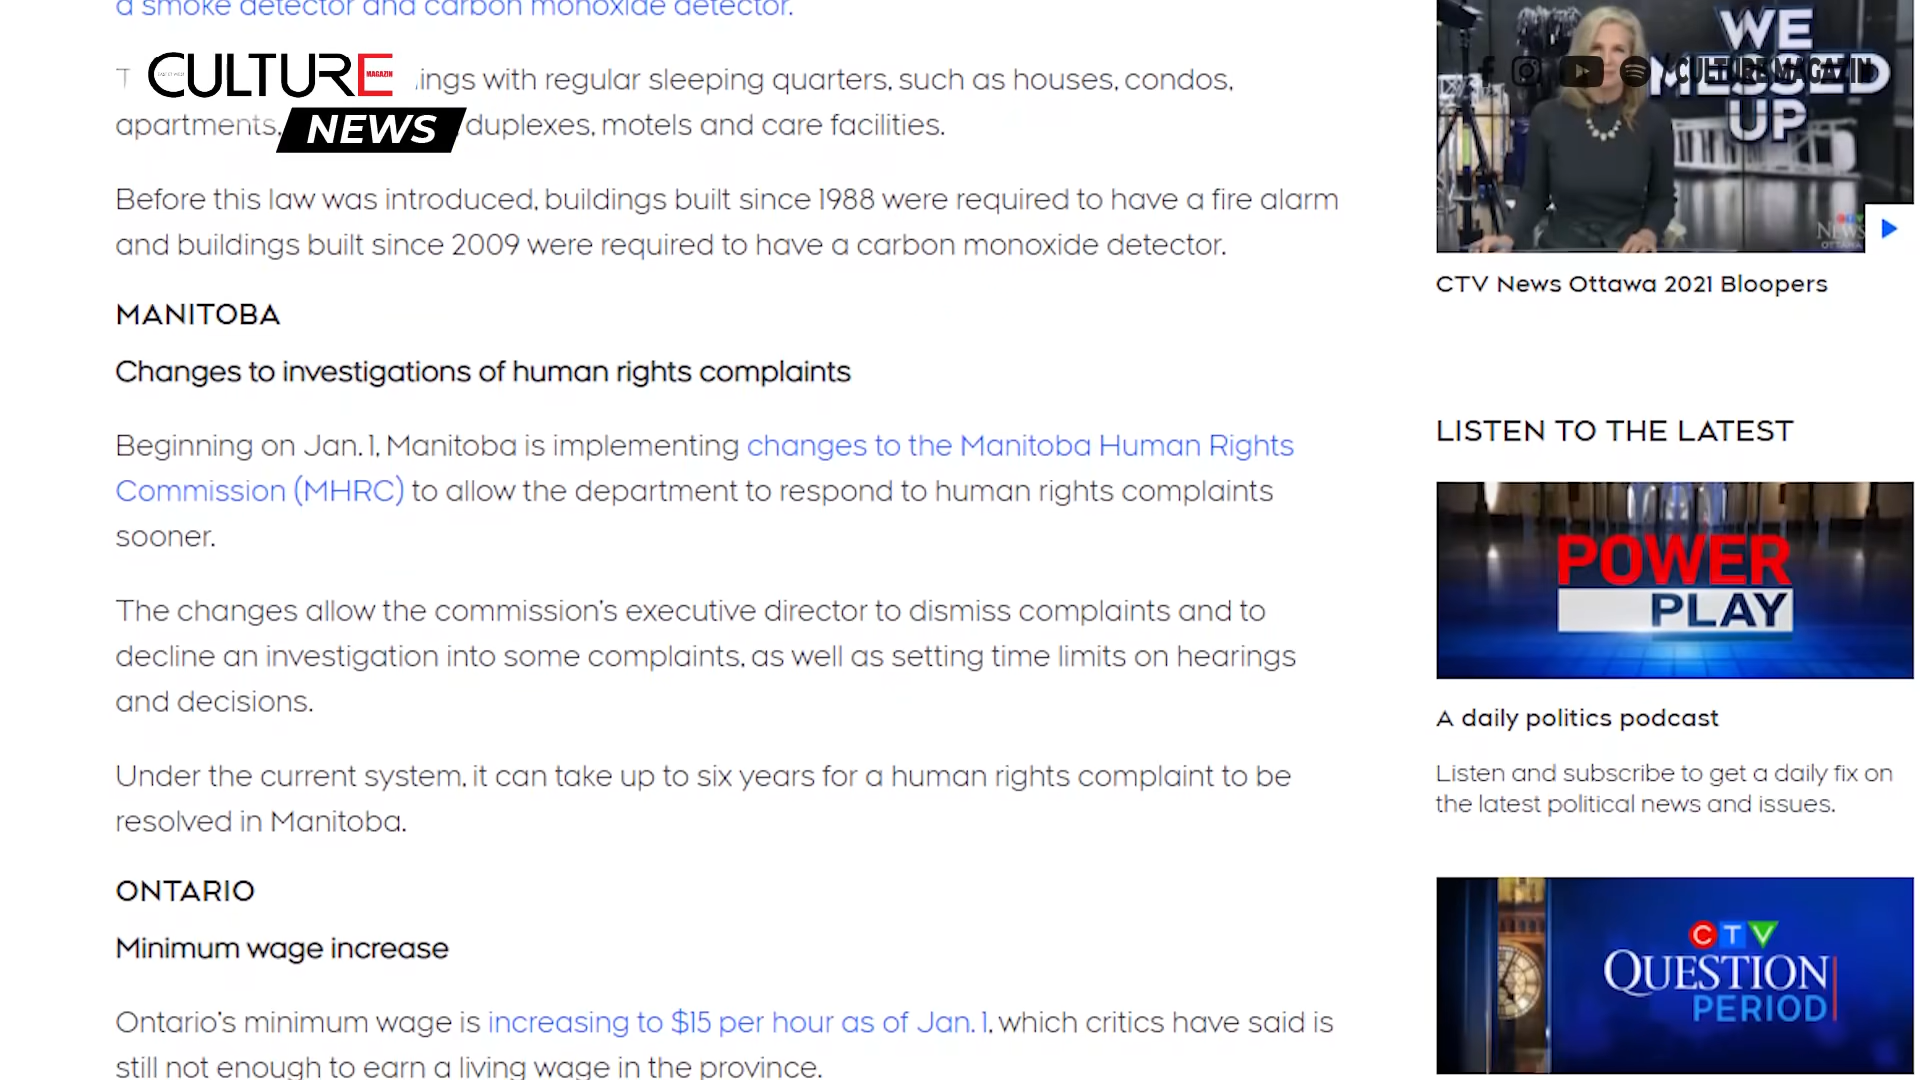 a smoke detector and carbon monoxide detector.
CULTURE
MAGAZIN
NEWS
ings with regular sleeping quarters, such as houses, condos,
apartments, duplexes, motels and care facilities.
Before this law was introduced, buildings built since 1988 were required to have a fire alarm
and buildings built since 2009 were required to have a carbon monoxide detector.
MANITOBA
Changes to investigations of human rights complaints
Beginning on Jan. 1, Manitoba is implementing changes to the Manitoba Human Rights
Commission (MHRC) to allow the department to respond to human rights complaints
sooner.
The changes allow the commission's executive director to dismiss complaints and to
decline an investigation into some complaints, as well as setting time limits on hearings
and decisions.
Under the current system, it can take up to six years for a human rights complaint to be
resolved in Manitoba.
ONTARIO
Minimum wage increase
Ontario's minimum wage is increasing to $15 per hour as of Jan. 1, which critics have said is
still not enough to earn a living wage in the province.
WE
MESSED
UP
/ CULTURE MAGAZIN
NEWS
OTTAWA
CTV News Ottawa 2021 Bloopers
LISTEN TO THE LATEST
POWER
PLAY
A daily politics podcast
Listen and subscribe to get a daily fix on
the latest political news and issues.
CTV
QUESTION
PERIOD